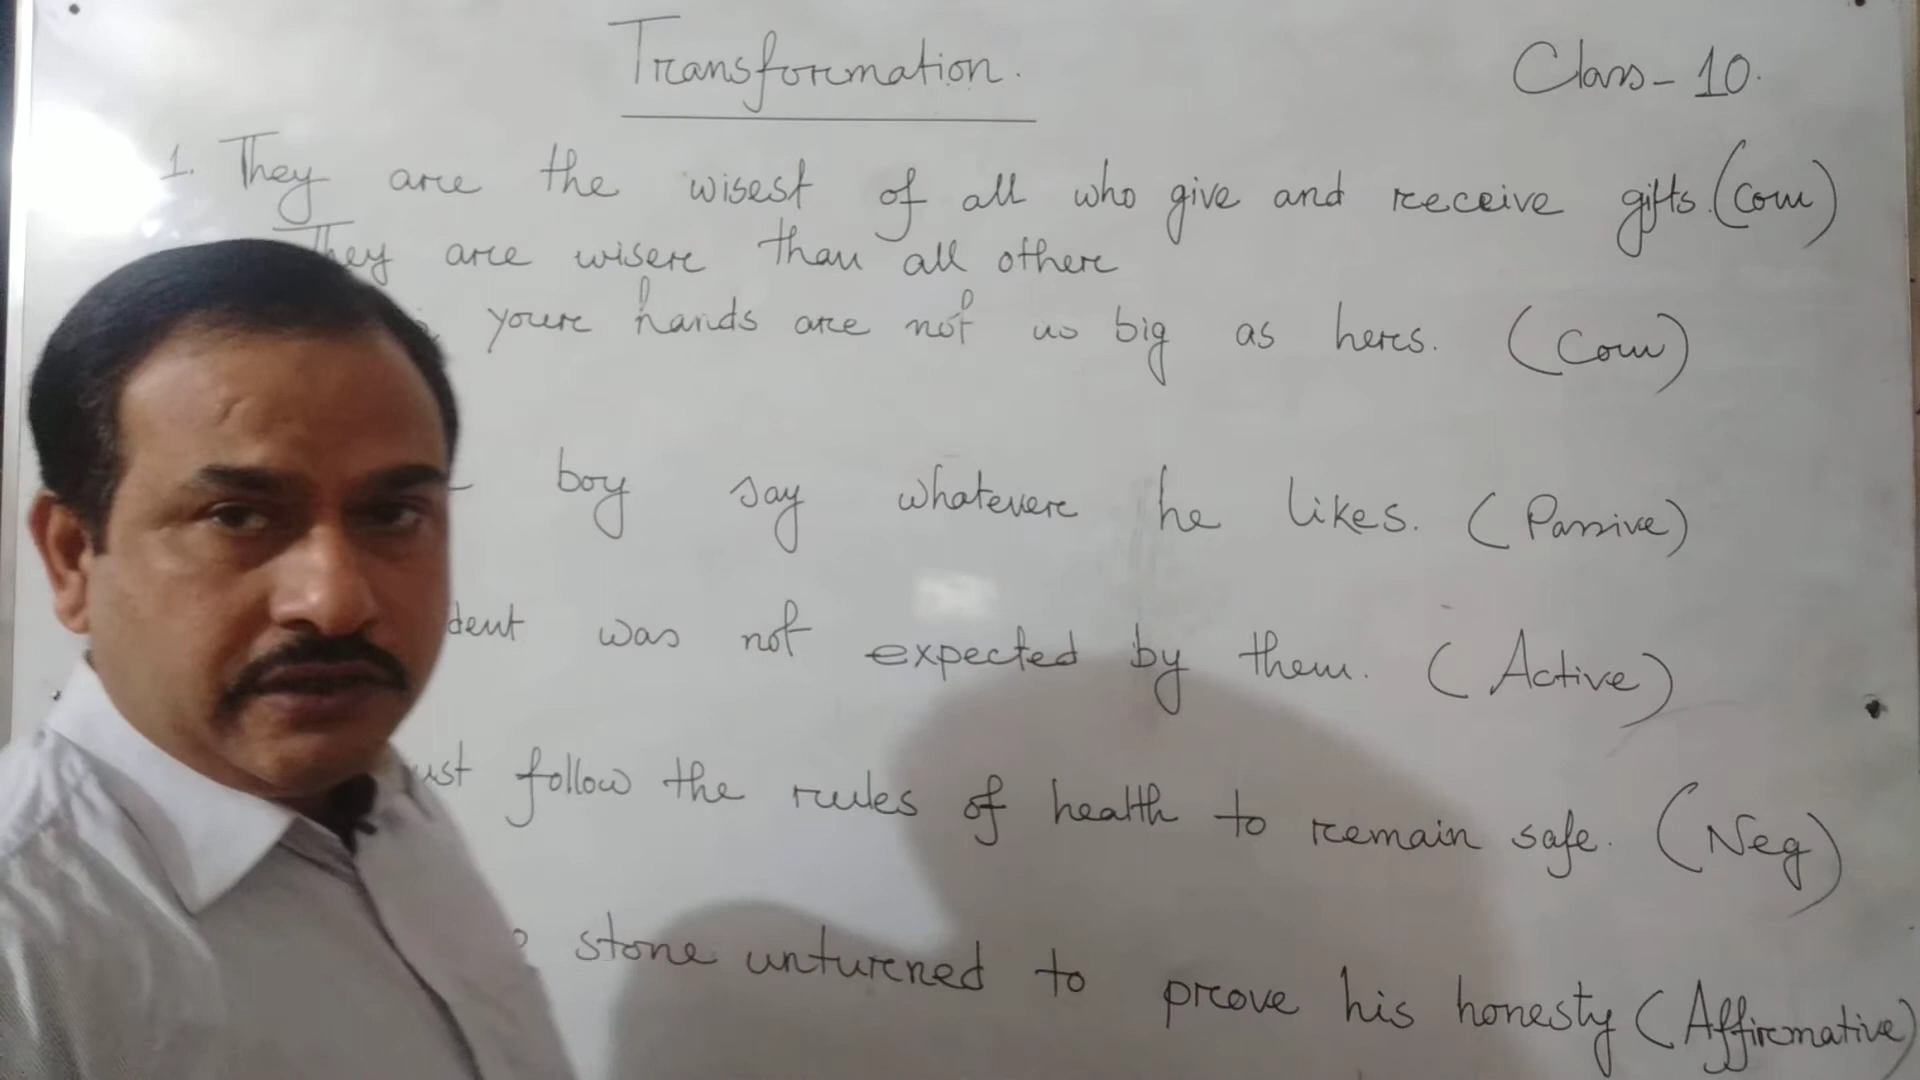 Transformation.
Class-10.
1. They are the wisest of all who give and receive gifts. (Com)
They are wiser than all other
your hands are not as big as hers. (Com)
boy say whatever he likes. (Passive)
dent was not expected by them. (Active)
ust follow the rules of health to remain safe. (Neg)
stone unturned to prove his honesty (Affirmative)